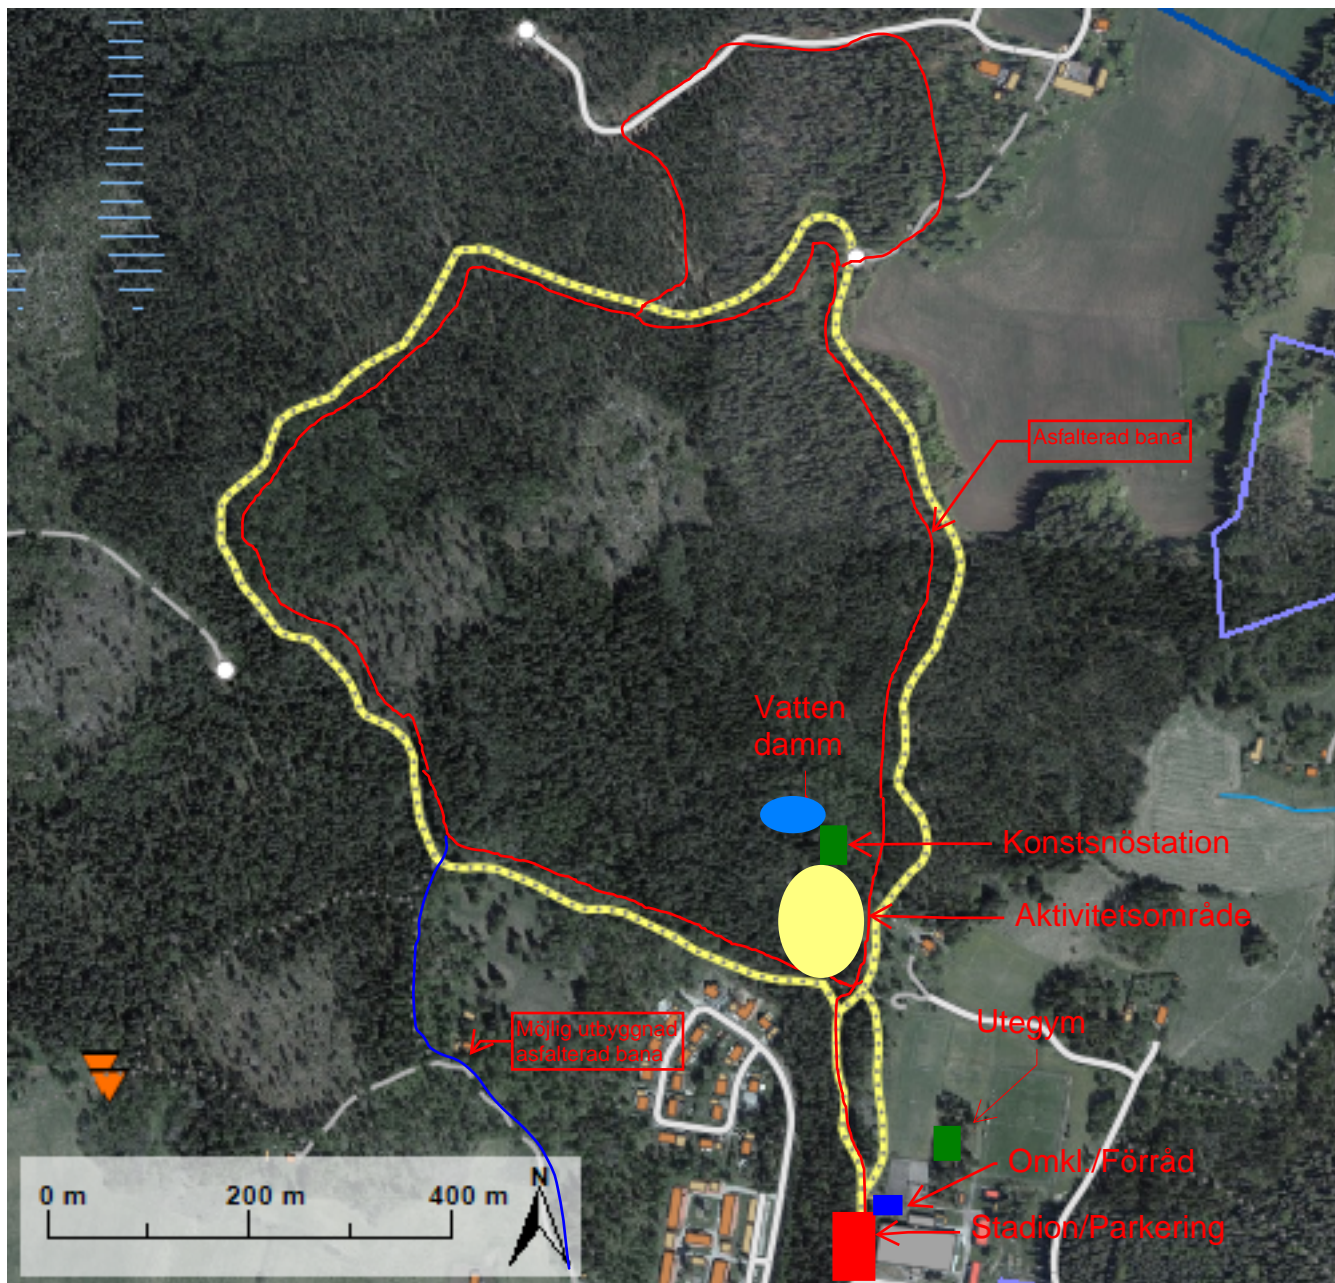 Asfalterad bana
Vatten
damm
Konstsnöstation
Aktivitetsområde
Utegym
Möjlig utbyggnad
asfalterad bana
Omkl./Förråd
Stadion/Parkering
0 m
200 m
400 m
N